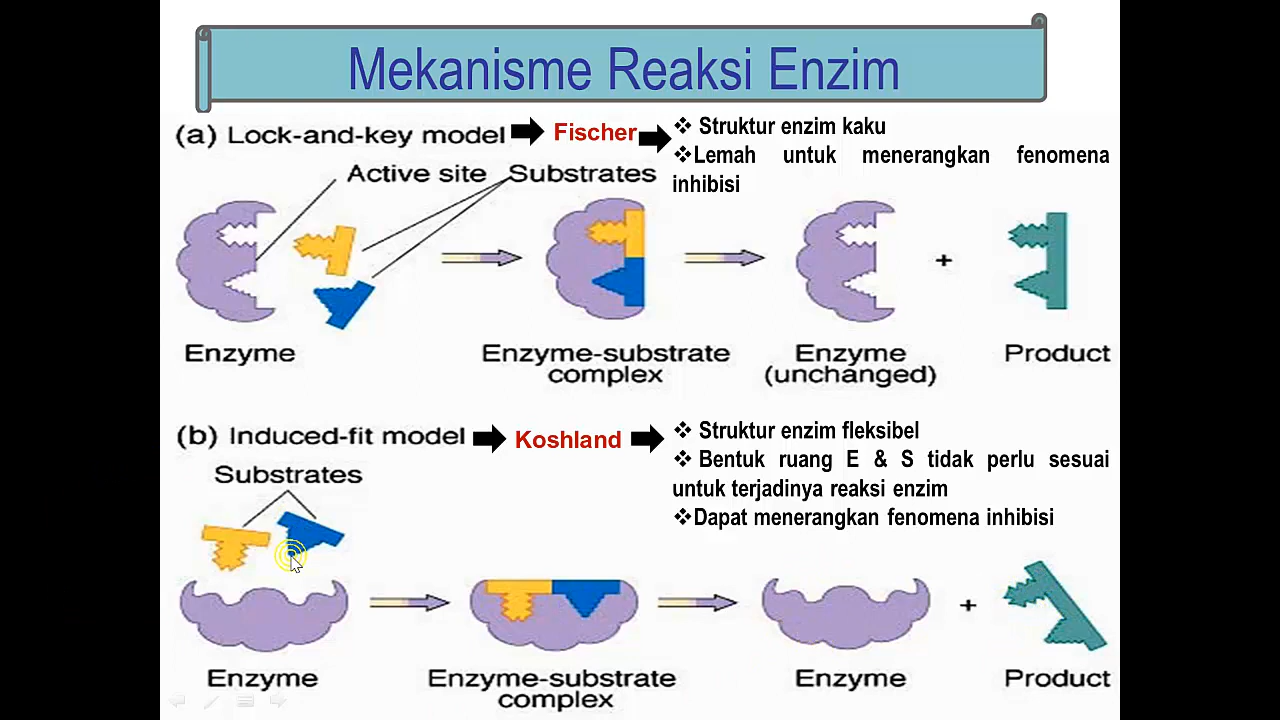 Mekanisme Reaksi Enzim
(a) Lock-and-key model
Fischer
❖ Struktur enzim kaku
❖Lemah untuk menerangkan fenomena
inhibisi
Active site
Substrates
Enzyme
Enzyme-substrate
complex
Enzyme
(unchanged)
+
Product
(b) Induced-fit model
Koshland
❖ Struktur enzim fleksibel
❖ Bentuk ruang E & S tidak perlu sesuai
untuk terjadinya reaksi enzim
❖Dapat menerangkan fenomena inhibisi
Substrates
Enzyme
Enzyme-substrate
complex
Enzyme
+
Product